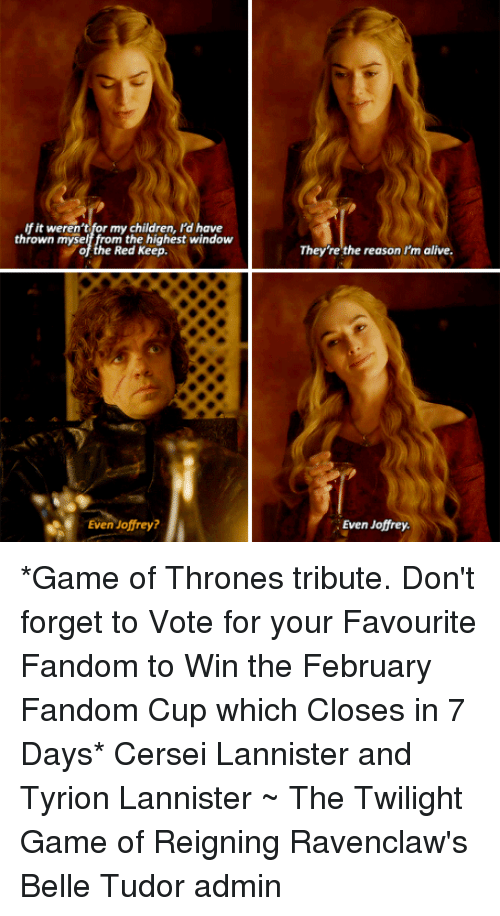 If it weren't for my children, I'd have
thrown myself from the highest window
of the Red Keep.
They're the reason I'm alive.
Even Joffrey?
Even Joffrey.
*Game of Thrones tribute. Don't
forget to Vote for your Favourite
Fandom to Win the February
Fandom Cup which Closes in 7
Days* Cersei Lannister and
Tyrion Lannister ~ The Twilight
Game of Reigning Ravenclaw's
Belle Tudor admin